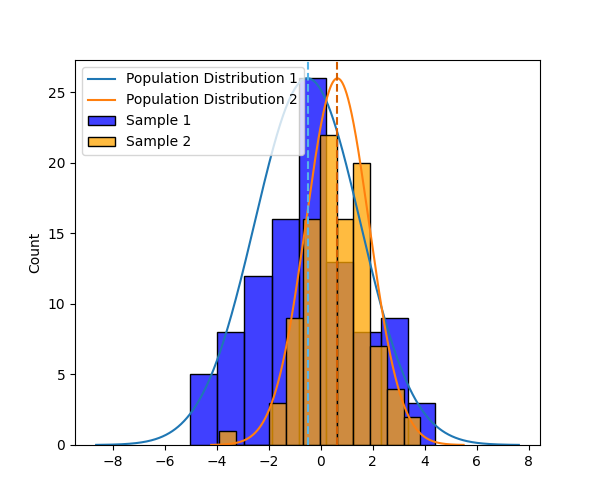 Population Distribution 1
Population Distribution 2
Sample 1
Sample 2
Count
25
20
15
10
5
0
−8 −6 −4 −2 0 2 4 6 8